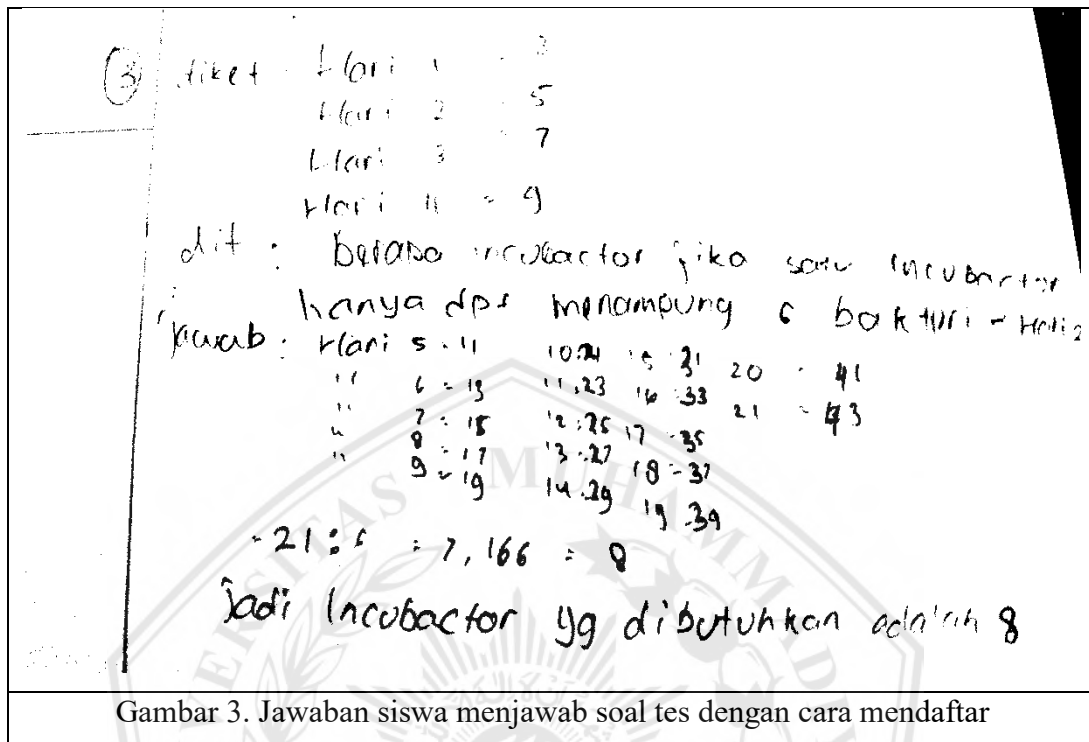 3 tiket Hari 1 : 3
Hari 2 : 5
Hari 3 : 7
Hari 4 = 9
dit : berapa incubactor jika satu incubactor
hanya dpt menampung 6 bakteri - Hari 2
jawab : Hari 5 . 11 10 . 21 15 31 20 . 41
" 6 - 13 11 . 23 16 33 21 - 43
" 7 - 15 12 . 25 17 - 35
" 8 - 17 13 - 27 18 - 37
" 9 - 19 14 . 29 19 . 39
- 21 : 6 = 7,166 = 8
jadi Incubactor yg dibutuhkan adalah 8
UNIVERSITAS MUHAMMAD
Gambar 3. Jawaban siswa menjawab soal tes dengan cara mendaftar